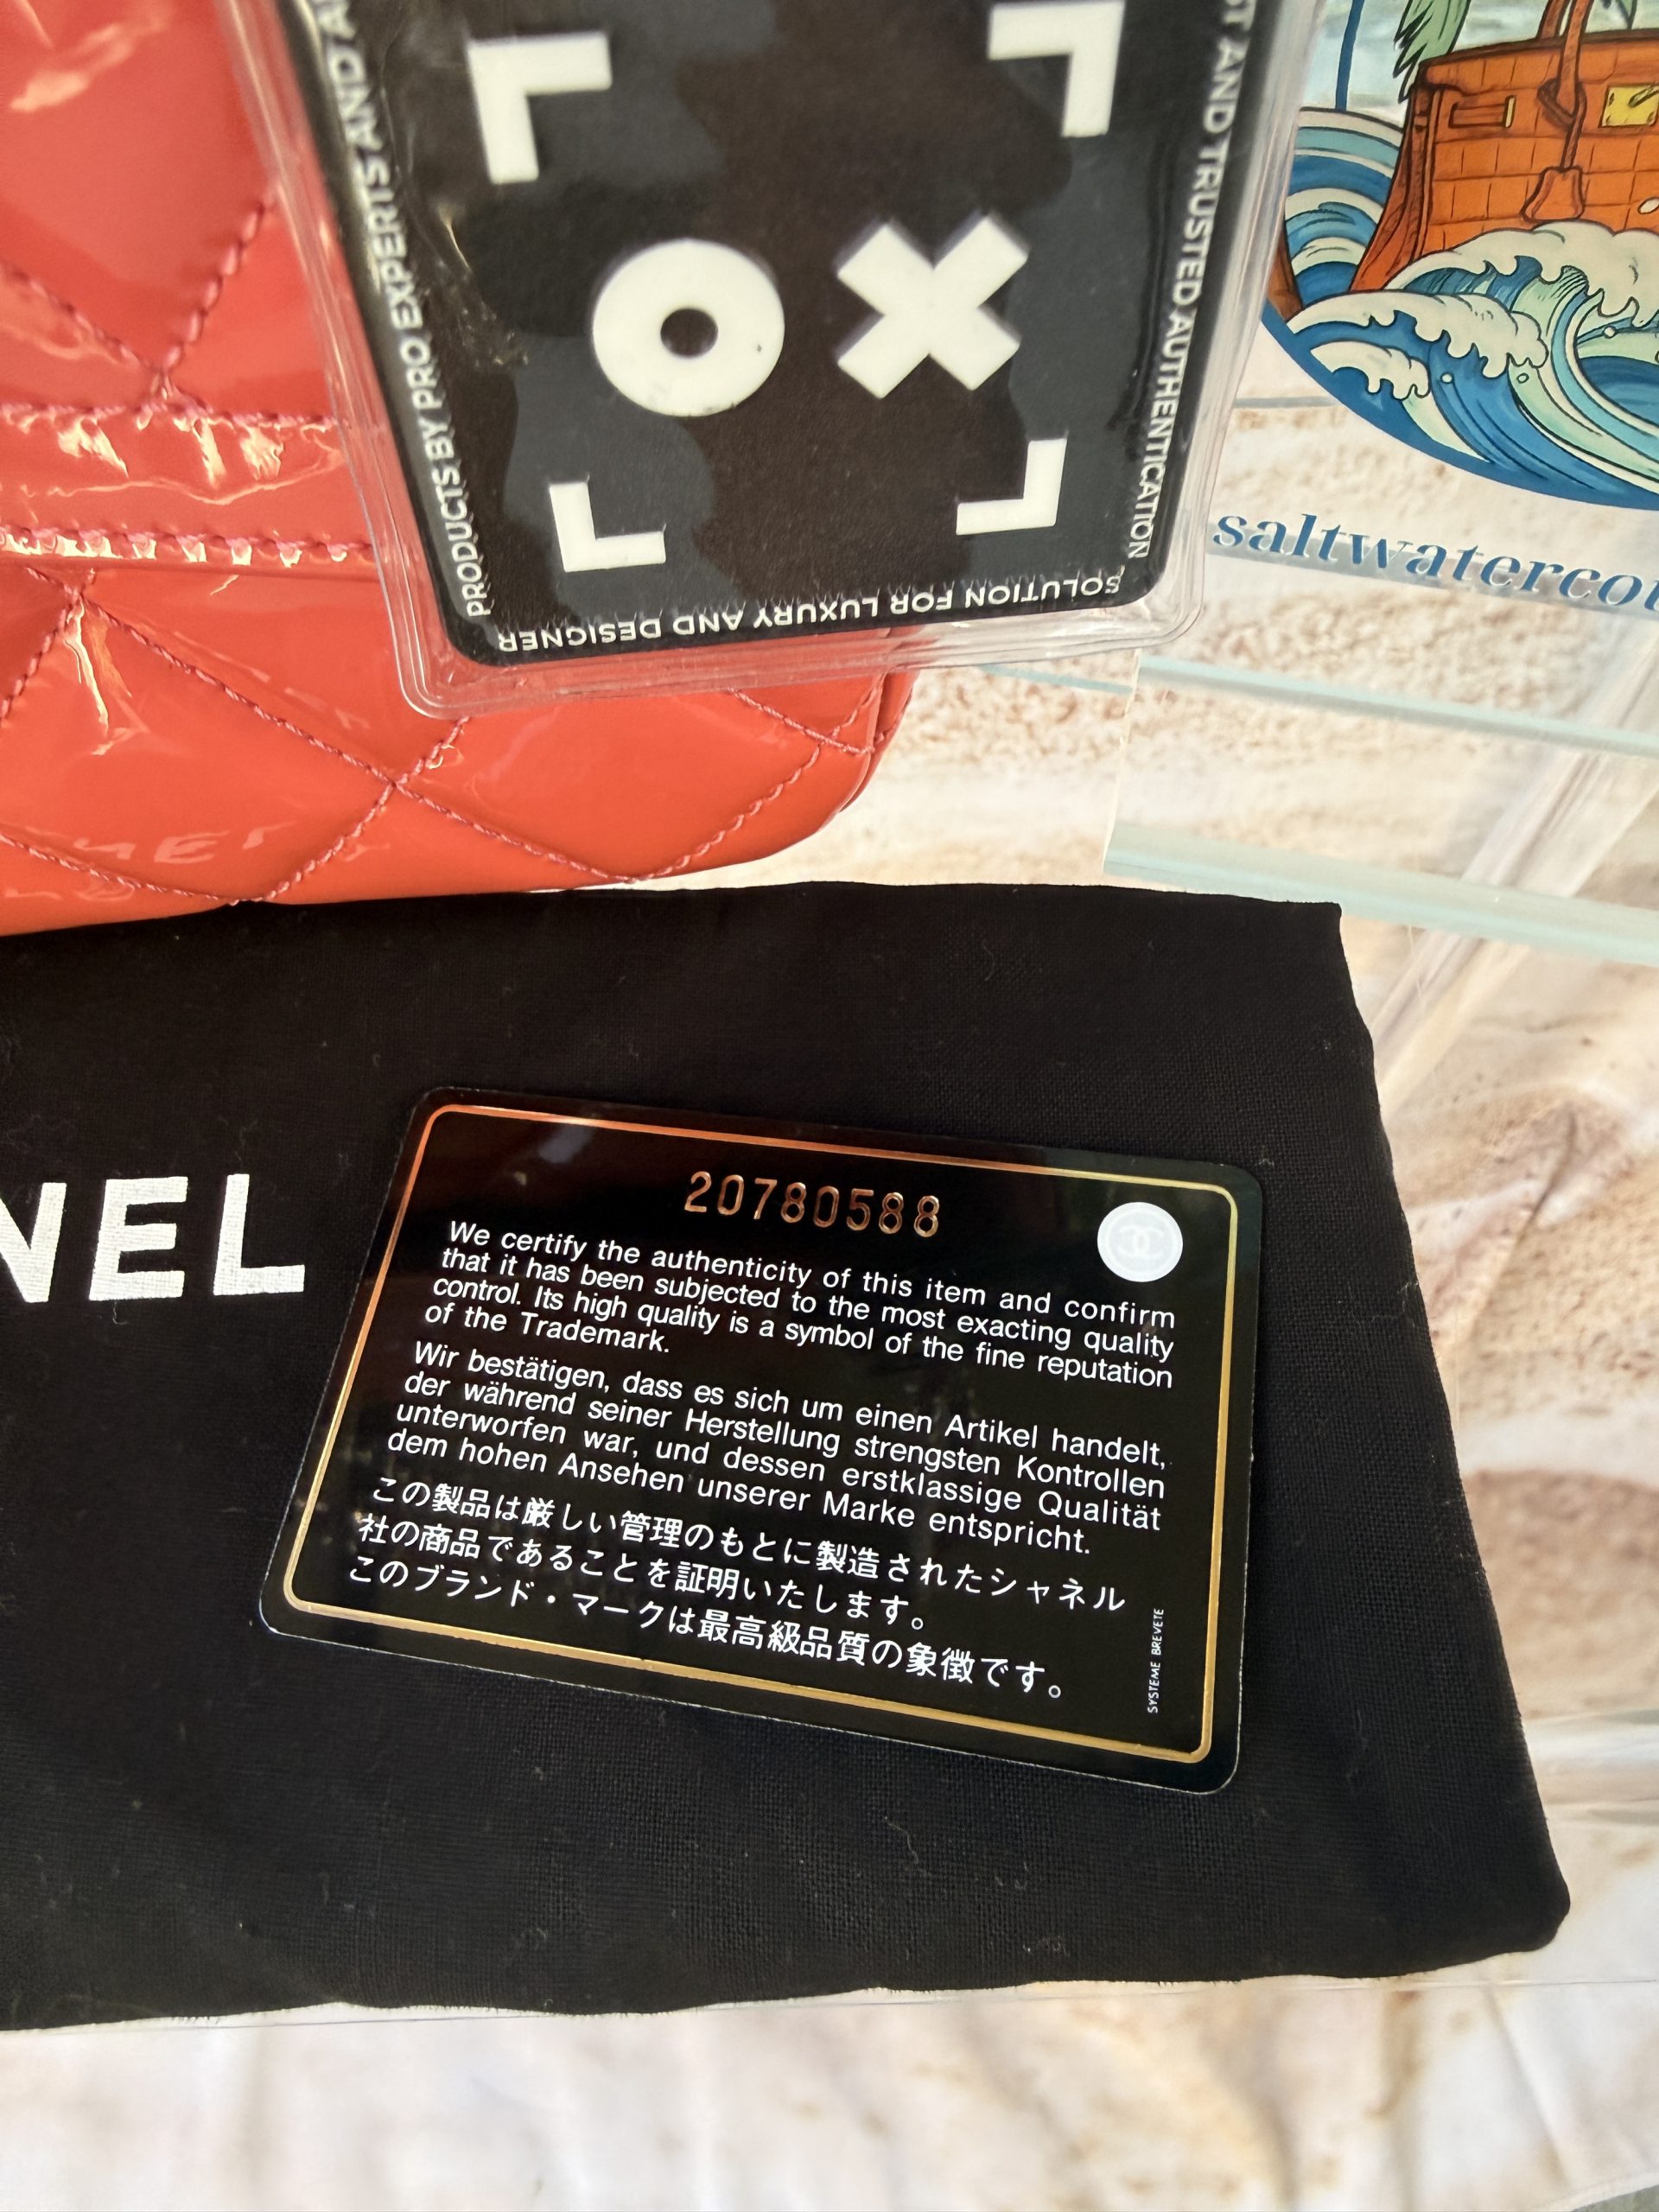 PRODUCTS BY PRO EXPERTS AND
AND TRUSTED AUTHENTICATION
SOLUTION FOR LUXURY AND DESIGNER
OX
saltwater
NEL
20780588
We certify the authenticity of this item and confirm
that it has been subjected to the most exacting quality
control. Its high quality is a symbol of the fine reputation
of the Trademark.
Wir bestätigen, dass es sich um einen Artikel handelt,
der während seiner Herstellung strengsten Kontrollen
unterworfen war, und dessen erstklassige Qualität
dem hohen Ansehen unserer Marke entspricht.
この製品は厳しい管理のもとに製造されたシャネル
社の商品であることを証明いたします。
このブランド・マークは最高級品質の象徴です。
SYSTEME BREVETE